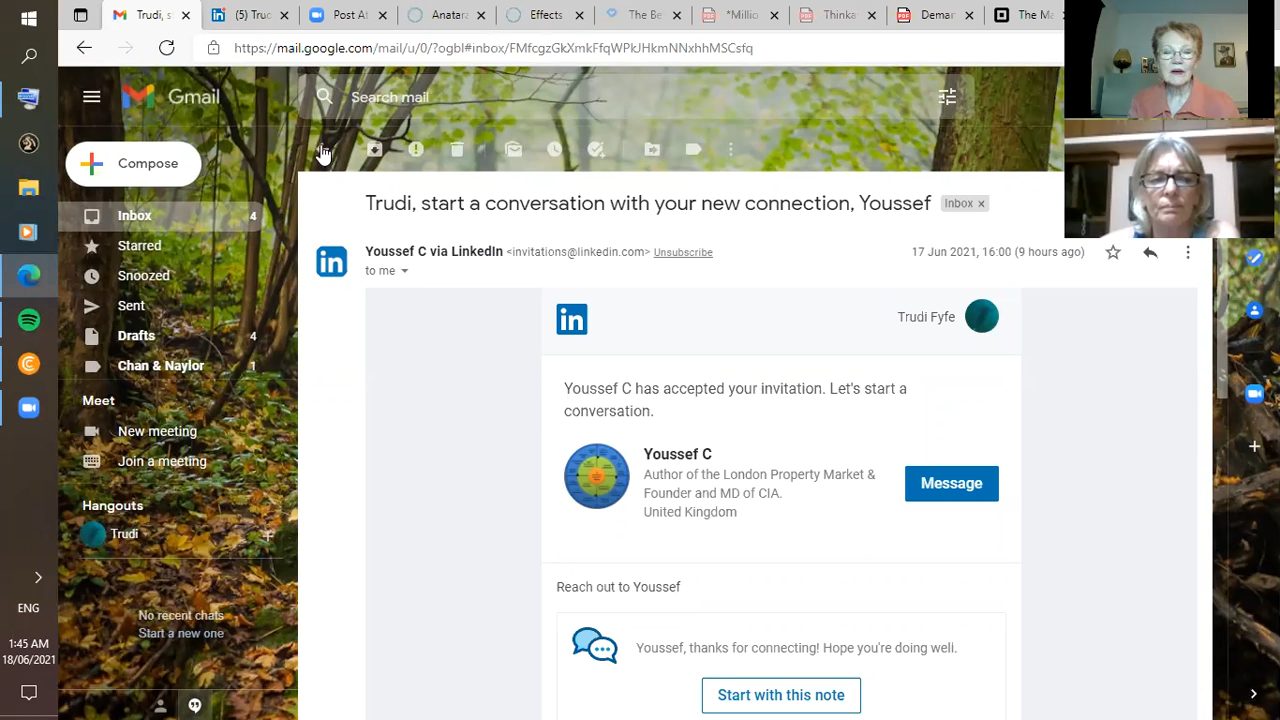 Trudi, s
(5) Trud
Post At
Anatar
Effects
The Be
*Millio
Thinka
Demar
The Ma
https://mail.google.com/mail/u/0/?ogbl#inbox/FMfcgzGkXmkFfqWPkJHkmNNxhhMSCsfq
Gmail
Search mail
Compose
Trudi, start a conversation with your new connection, Youssef Inbox ×
Inbox 4
Starred
Youssef C via LinkedIn <invitations@linkedin.com> Unsubscribe 17 Jun 2021, 16:00 (9 hours ago)
to me
Snoozed
Sent
in Trudi Fyfe
Drafts 4
Chan & Naylor 1
Youssef C has accepted your invitation. Let's start a
conversation.
Meet
New meeting
Join a meeting
Youssef C
Author of the London Property Market &
Founder and MD of CIA.
United Kingdom
Message
Hangouts
Trudi
Reach out to Youssef
ENG
No recent chats
Start a new one
1:45 AM
18/06/2021
Youssef, thanks for connecting! Hope you're doing well.
Start with this note